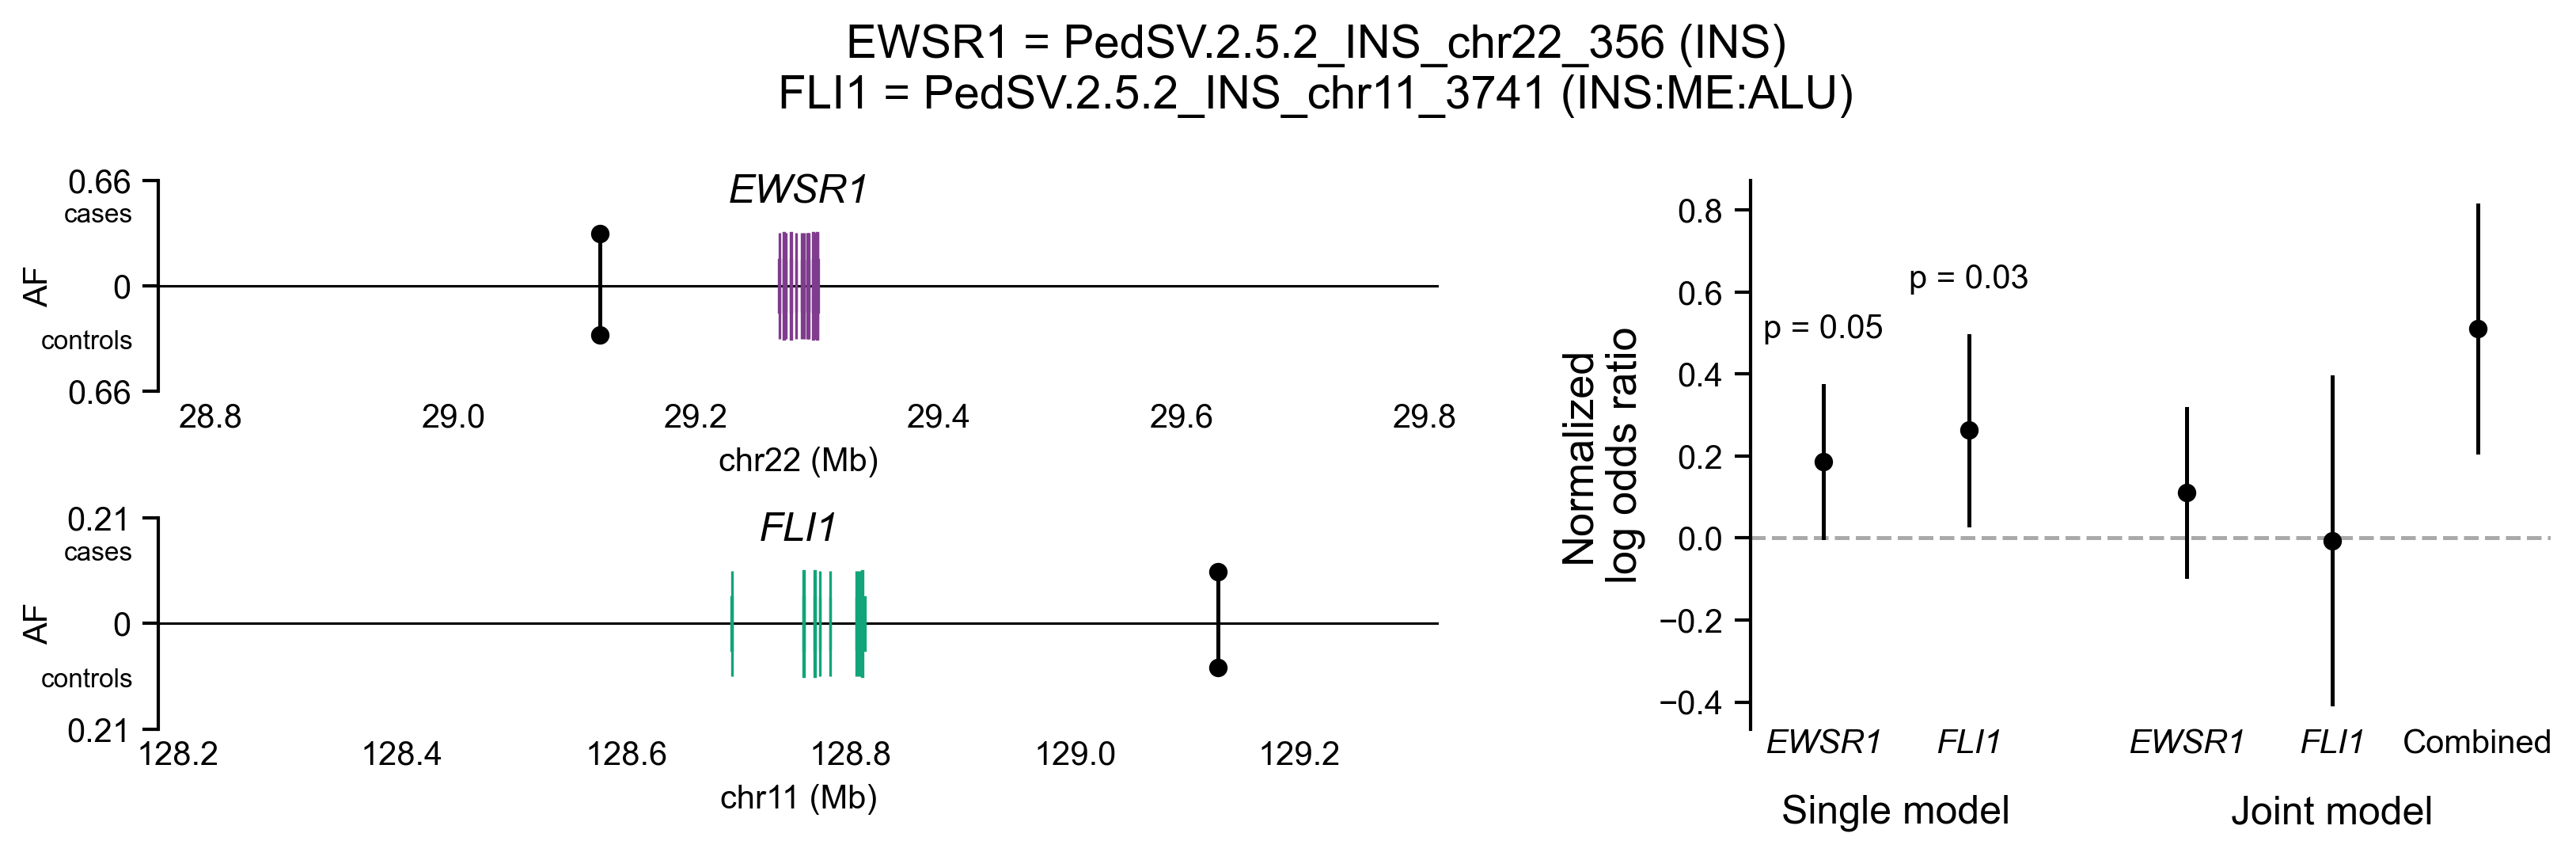 EWSR1 = PedSV.2.5.2_INS_chr22_356 (INS)
FLI1 = PedSV.2.5.2_INS_chr11_3741 (INS:ME:ALU)
EWSR1
0.66
cases
AF
0
controls
0.66
28.8 29.0 29.2 29.4 29.6 29.8
chr22 (Mb)
FLI1
0.21
cases
AF
0
controls
0.21
128.2 128.4 128.6 128.8 129.0 129.2
chr11 (Mb)
Normalized
log odds ratio
0.8
0.6
0.4
0.2
0.0
−0.2
−0.4
p = 0.05
p = 0.03
EWSR1 FLI1 EWSR1 FLI1 Combined
Single model Joint model